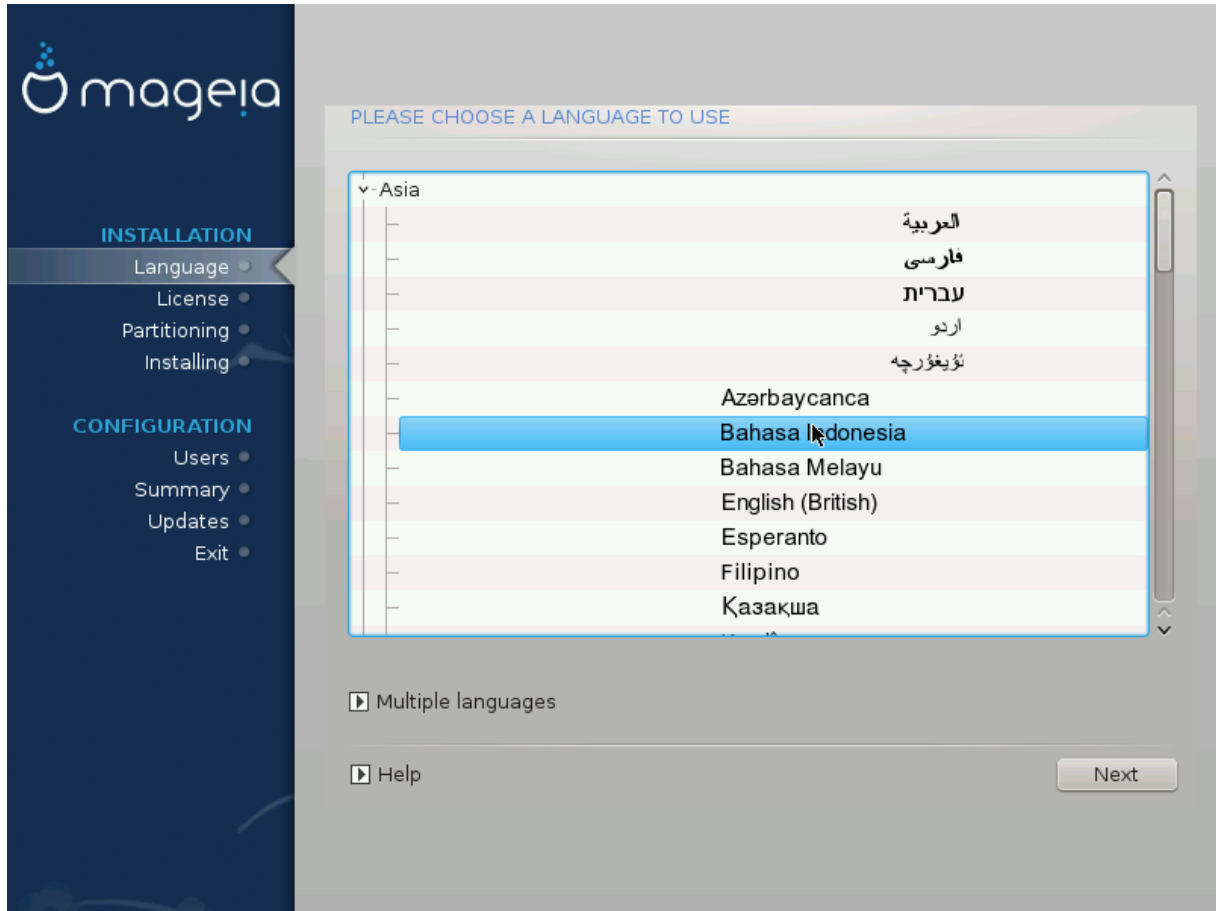 mageia
INSTALLATION
Language
License
Partitioning
Installing
CONFIGURATION
Users
Summary
Updates
Exit
PLEASE CHOOSE A LANGUAGE TO USE
Asia
العربية
فارسی
עברית
اردو
ئۇيغۇرچە
Azərbaycanca
Bahasa Indonesia
Bahasa Melayu
English (British)
Esperanto
Filipino
Қазақша
Multiple languages
Help
Next